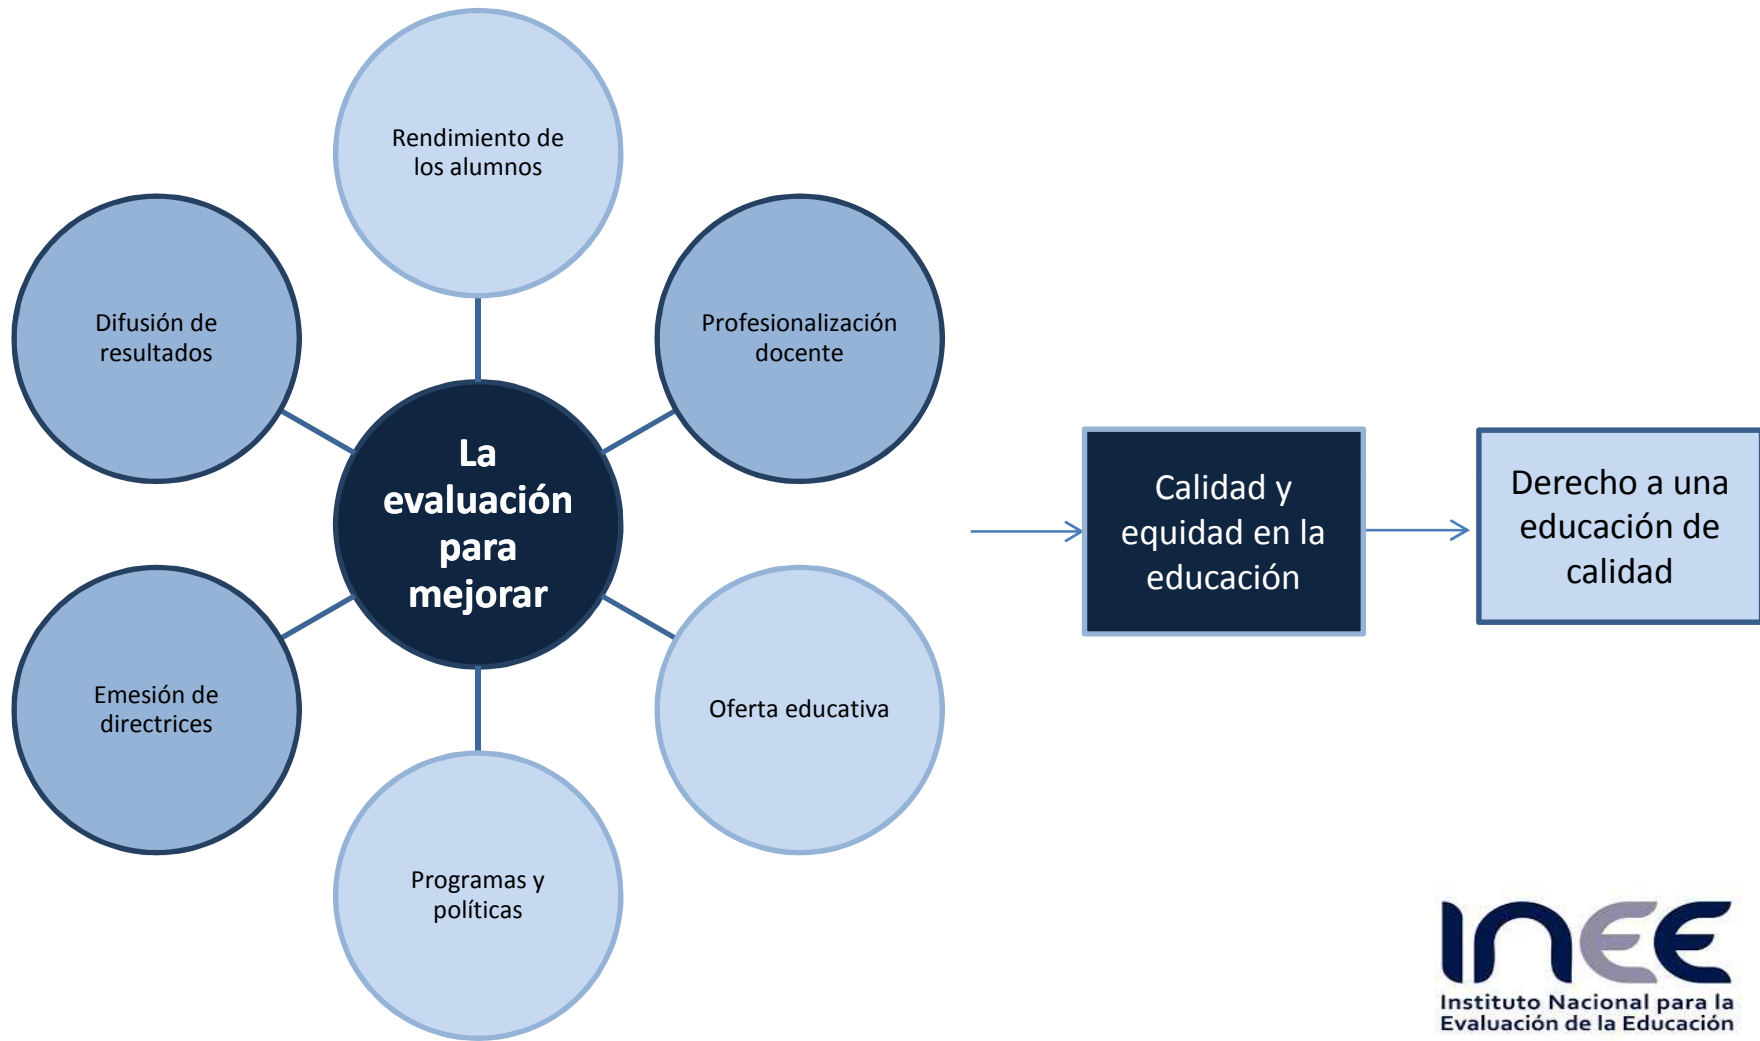 Rendimiento de
los alumnos
Difusión de
resultados
Profesionalización
docente
La
evaluación
para
mejorar
Emesión de
directrices
Oferta educativa
Programas y
políticas
Calidad y
equidad en la
educación
Derecho a una
educación de
calidad
INEE
Instituto Nacional para la
Evaluación de la Educación